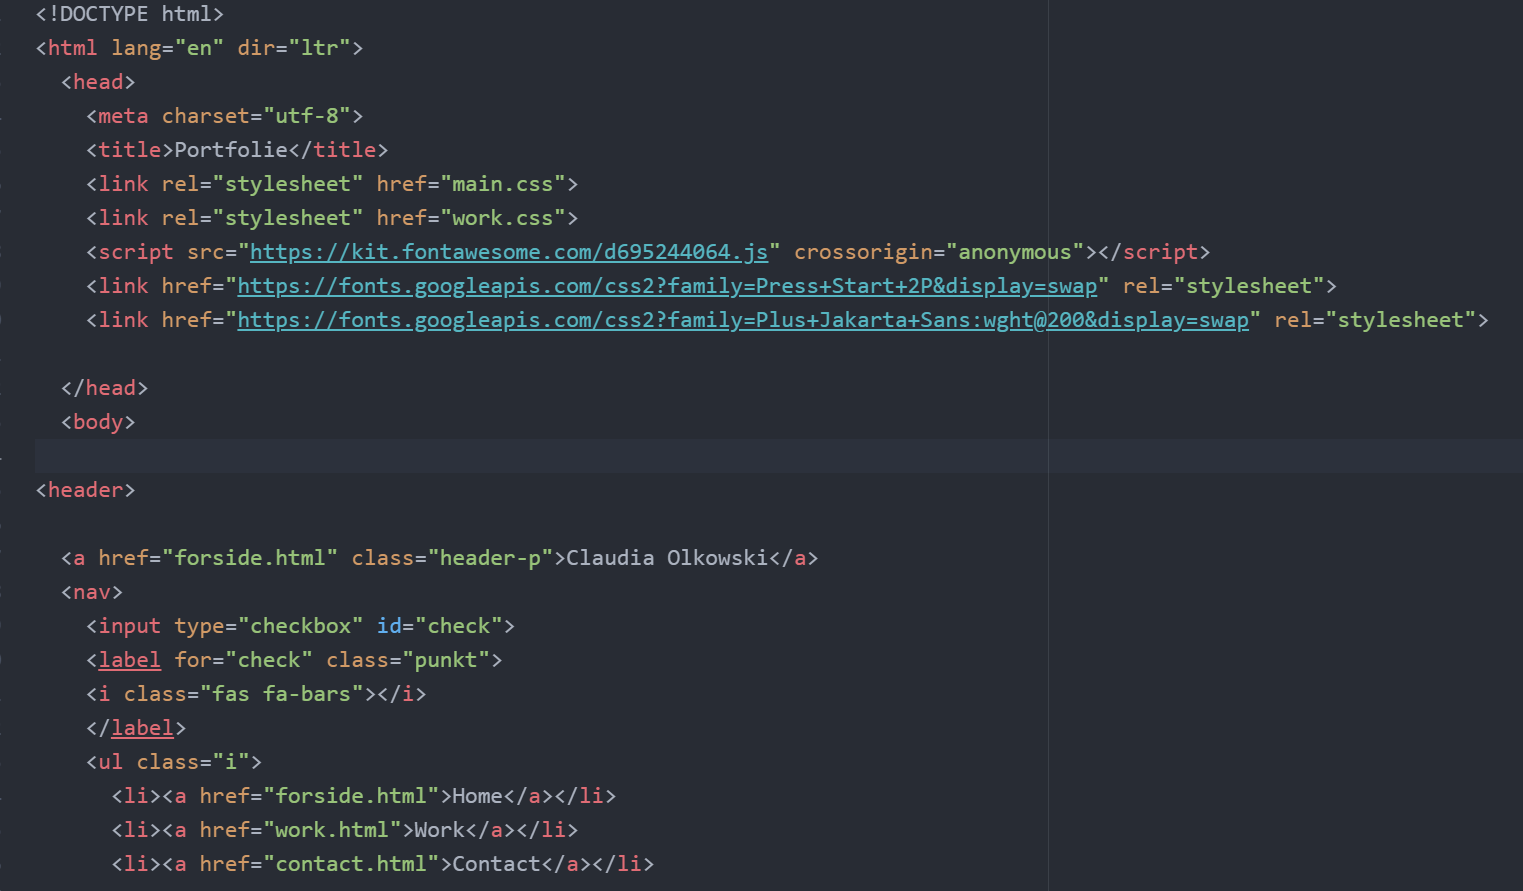 <!DOCTYPE html>
<html lang="en" dir="ltr">
  <head>
    <meta charset="utf-8">
    <title>Portfolie</title>
    <link rel="stylesheet" href="main.css">
    <link rel="stylesheet" href="work.css">
    <script src="https://kit.fontawesome.com/d695244064.js" crossorigin="anonymous"></script>
    <link href="https://fonts.googleapis.com/css2?family=Press+Start+2P&display=swap" rel="stylesheet">
    <link href="https://fonts.googleapis.com/css2?family=Plus+Jakarta+Sans:wght@200&display=swap" rel="stylesheet">
  </head>
  <body>
<header>
  <a href="forside.html" class="header-p">Claudia Olkowski</a>
  <nav>
    <input type="checkbox" id="check">
    <label for="check" class="punkt">
    <i class="fas fa-bars"></i>
    </label>
    <ul class="i">
      <li><a href="forside.html">Home</a></li>
      <li><a href="work.html">Work</a></li>
      <li><a href="contact.html">Contact</a></li>